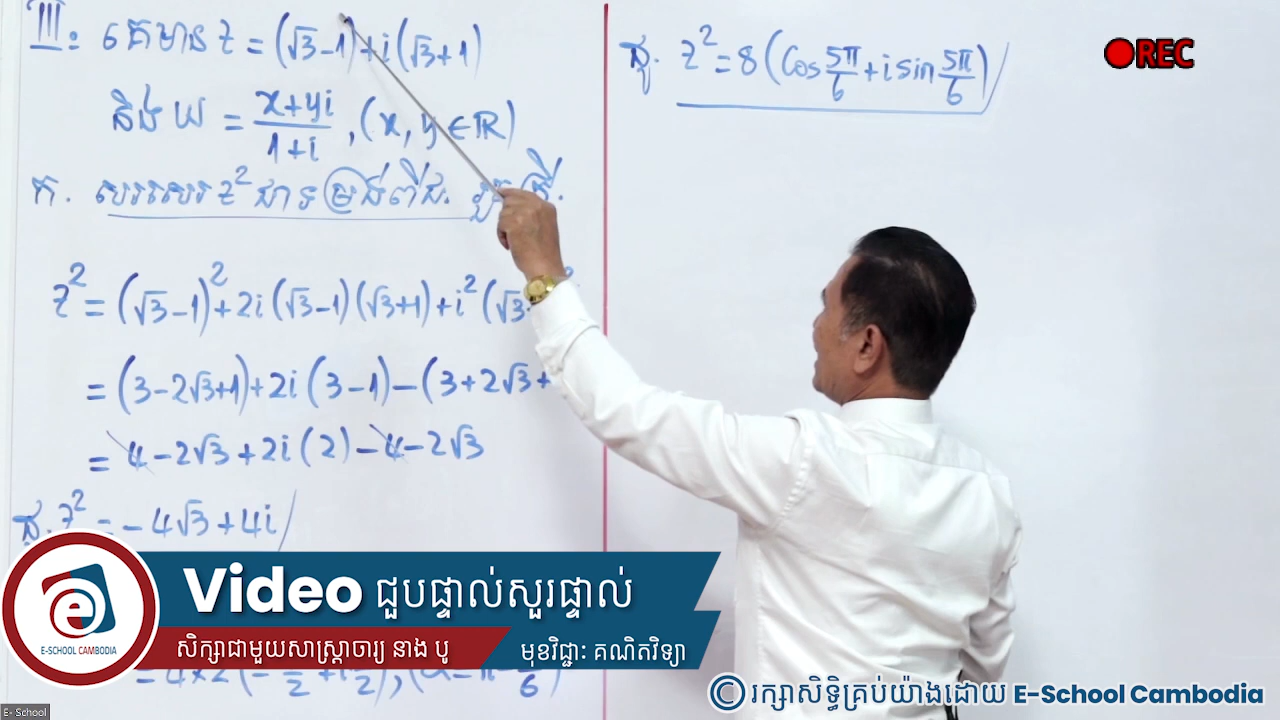 III: គេមាន z = (√3-1)+i(√3+1)
និង W = x+yi/1+i , (x, y ∈ IR)
ក. សរសេរ z² ជាទម្រង់ពីជ
z² = (√3-1)²+2i(√3-1)(√3+1)+i²(√3
= (3-2√3+1)+2i(3-1)-(3+2√3+
= 4-2√3+2i(2)-4-2√3
ដូ. z² = -4√3+4i
ដូ. z² = 8(Cos 5π/6 + i sin 5π/6)
REC
Video ជួបផ្ទាល់សួរផ្ទាល់
សិក្សាជាមួយសាស្ត្រាចារ្យ នាង បូ
មុខវិជ្ជា: គណិតវិទ្យា
e
E-SCHOOL CAMBODIA
© រក្សាសិទ្ធិគ្រប់យ៉ាងដោយ E-School Cambodia
E- School